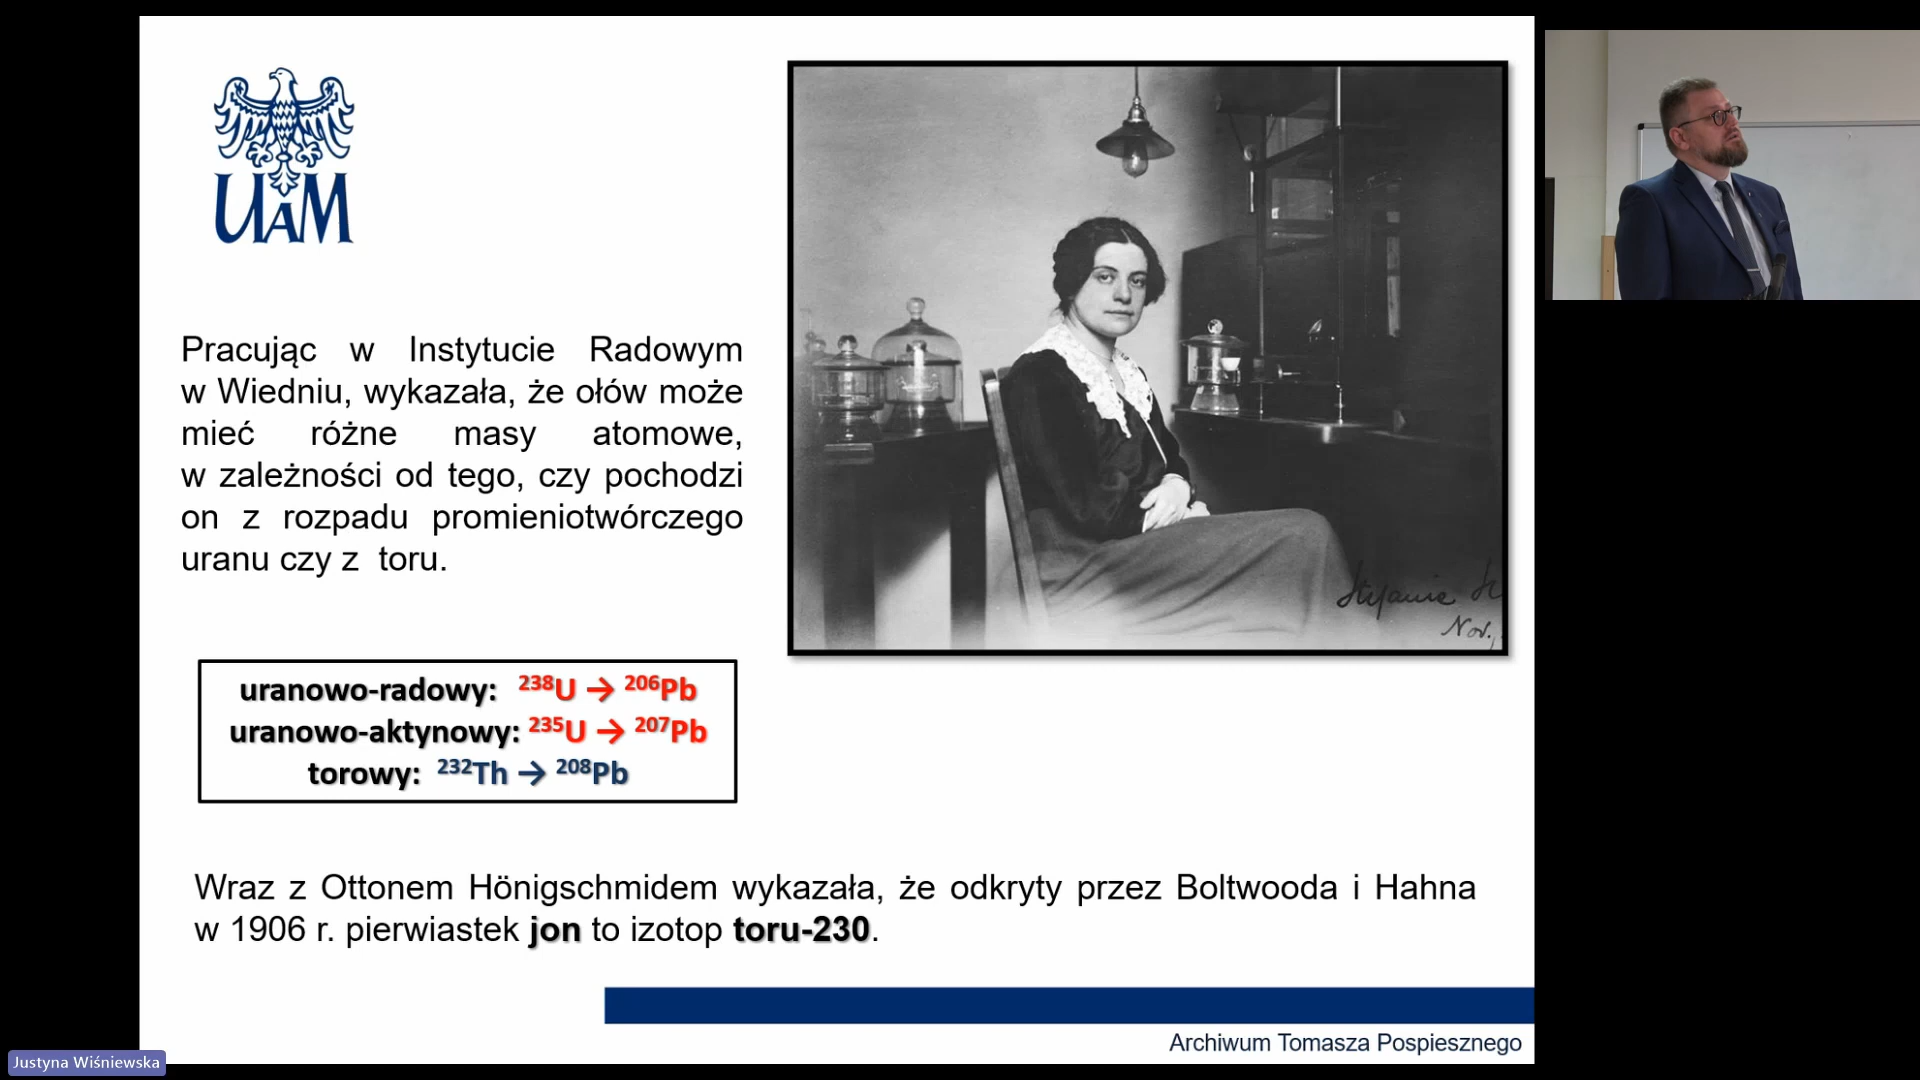 UAM
Pracując w Instytucie Radowym
w Wiedniu, wykazała, że ołów może
mieć różne masy atomowe,
w zależności od tego, czy pochodzi
on z rozpadu promieniotwórczego
uranu czy z toru.
Stefanie
Nov.,
uranowo-radowy: ²³⁸U → ²⁰⁶Pb
uranowo-aktynowy: ²³⁵U → ²⁰⁷Pb
torowy: ²³²Th → ²⁰⁸Pb
Wraz z Ottonem Hönigschmidem wykazała, że odkryty przez Boltwooda i Hahna
w 1906 r. pierwiastek jon to izotop toru-230.
Archiwum Tomasza Pospiesznego
Justyna Wiśniewska